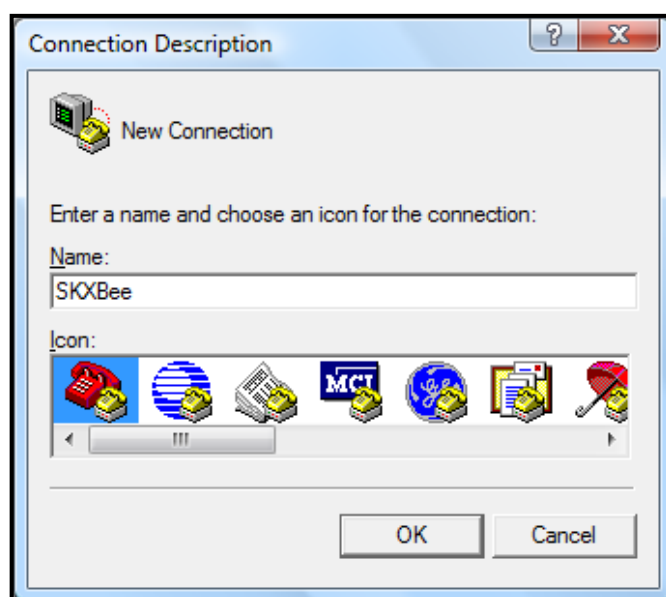 Connection Description
New Connection
Enter a name and choose an icon for the connection:
Name:
SKXBee
Icon:
MCI
OK
Cancel